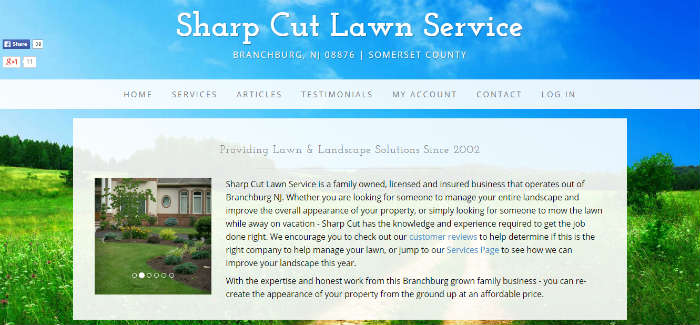 Sharp Cut Lawn Service
BRANCHBURG, NJ 08876 | SOMERSET COUNTY
Share 38
g+1 11
HOME SERVICES ARTICLES TESTIMONIALS MY ACCOUNT CONTACT LOG IN
Providing Lawn & Landscape Solutions Since 2002
Sharp Cut Lawn Service is a family owned, licensed and insured business that operates out of
Branchburg NJ. Whether you are looking for someone to manage your entire landscape and
improve the overall appearance of your property, or simply looking for someone to mow the lawn
while away on vacation - Sharp Cut has the knowledge and experience required to get the job
done right. We encourage you to check out our customer reviews to help determine if this is the
right company to help manage your lawn, or jump to our Services Page to see how we can
improve your landscape this year.
With the expertise and honest work from this Branchburg grown family business - you can re-
create the appearance of your property from the ground up at an affordable price.